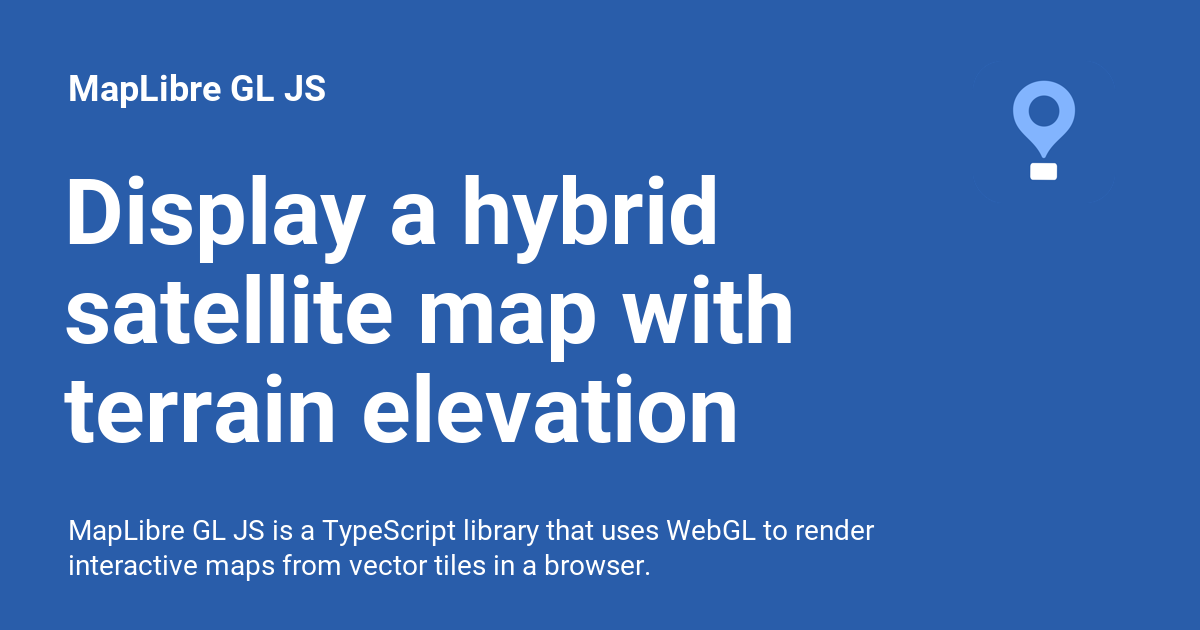 MapLibre GL JS
Display a hybrid
satellite map with
terrain elevation
MapLibre GL JS is a TypeScript library that uses WebGL to render
interactive maps from vector tiles in a browser.